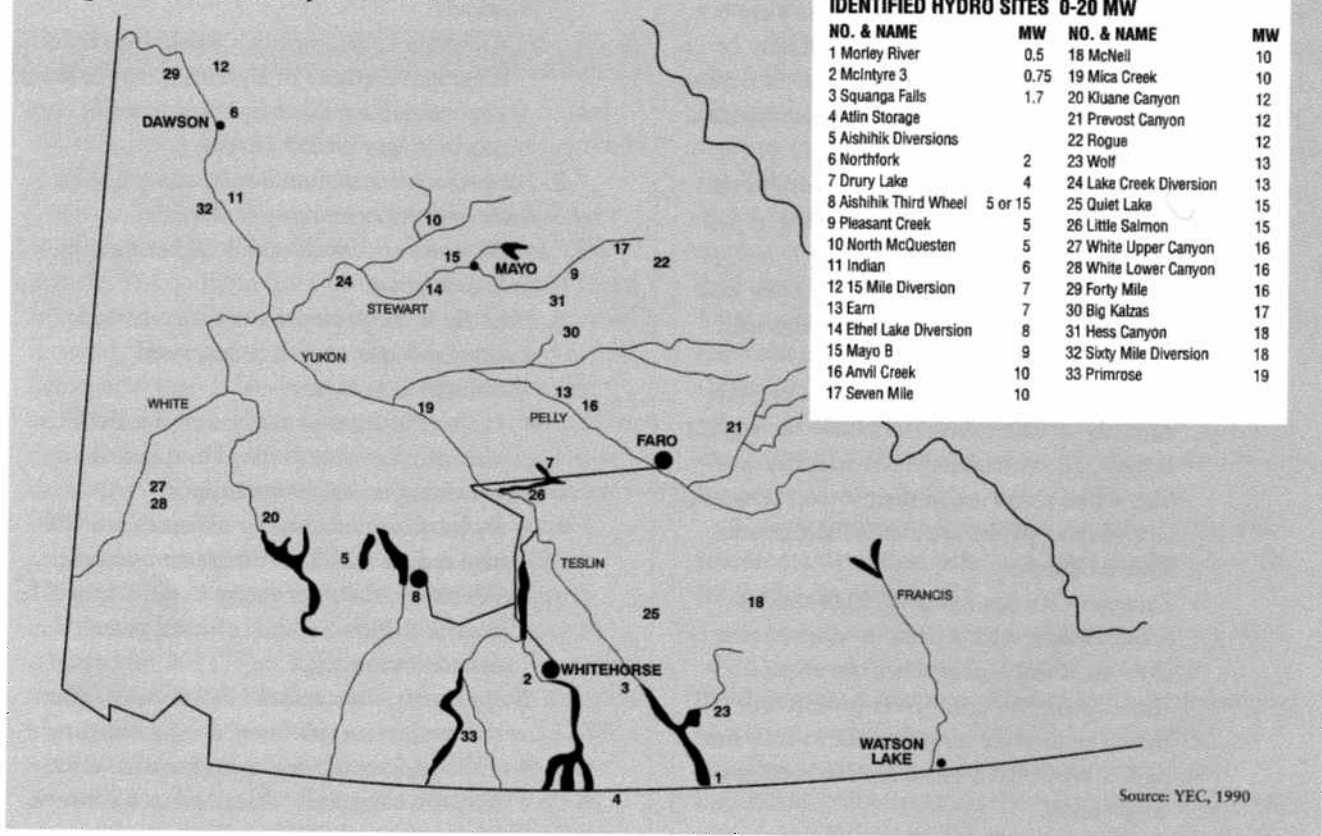 IDENTIFIED HYDRO SITES 0-20 MW
NO. & NAME MW
1 Morley River 0.5
2 McIntyre 3 0.75
3 Squanga Falls 1.7
4 Atlin Storage
5 Aishihik Diversions
6 Northfork 2
7 Drury Lake 4
8 Aishihik Third Wheel 5 or 15
9 Pleasant Creek 5
10 North McQuesten 5
11 Indian 6
12 15 Mile Diversion 7
13 Earn 7
14 Ethel Lake Diversion 8
15 Mayo B 9
16 Anvil Creek 10
17 Seven Mile 10
NO. & NAME MW
18 McNeil 10
19 Mica Creek 10
20 Kluane Canyon 12
21 Prevost Canyon 12
22 Rogue 12
23 Wolf 13
24 Lake Creek Diversion 13
25 Quiet Lake 15
26 Little Salmon 15
27 White Upper Canyon 16
28 White Lower Canyon 16
29 Forty Mile 16
30 Big Kalzas 17
31 Hess Canyon 18
32 Sixty Mile Diversion 18
33 Primrose 19
29
12
6
DAWSON
11
32
10
15
MAYO
17
22
9
24
14
STEWART
31
30
YUKON
WHITE
19
13
16
PELLY
21
FARO
7
26
27
28
20
5
8
TESLIN
FRANCIS
25
18
WHITEHORSE
2
3
23
33
WATSON
LAKE
1
4
Source: YEC, 1990